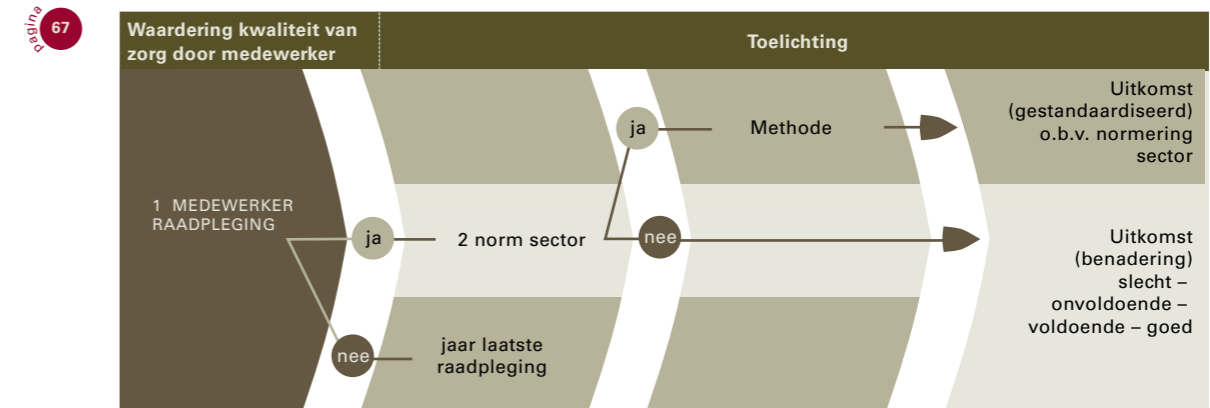 pagina
67
Waardering kwaliteit van
zorg door medewerker
Toelichting
1 MEDEWERKER
RAADPLEGING
ja
nee
2 norm sector
jaar laatste
raadpleging
ja
nee
Methode
Uitkomst
(gestandaardiseerd)
o.b.v. normering
sector
Uitkomst
(benadering)
slecht –
onvoldoende –
voldoende – goed